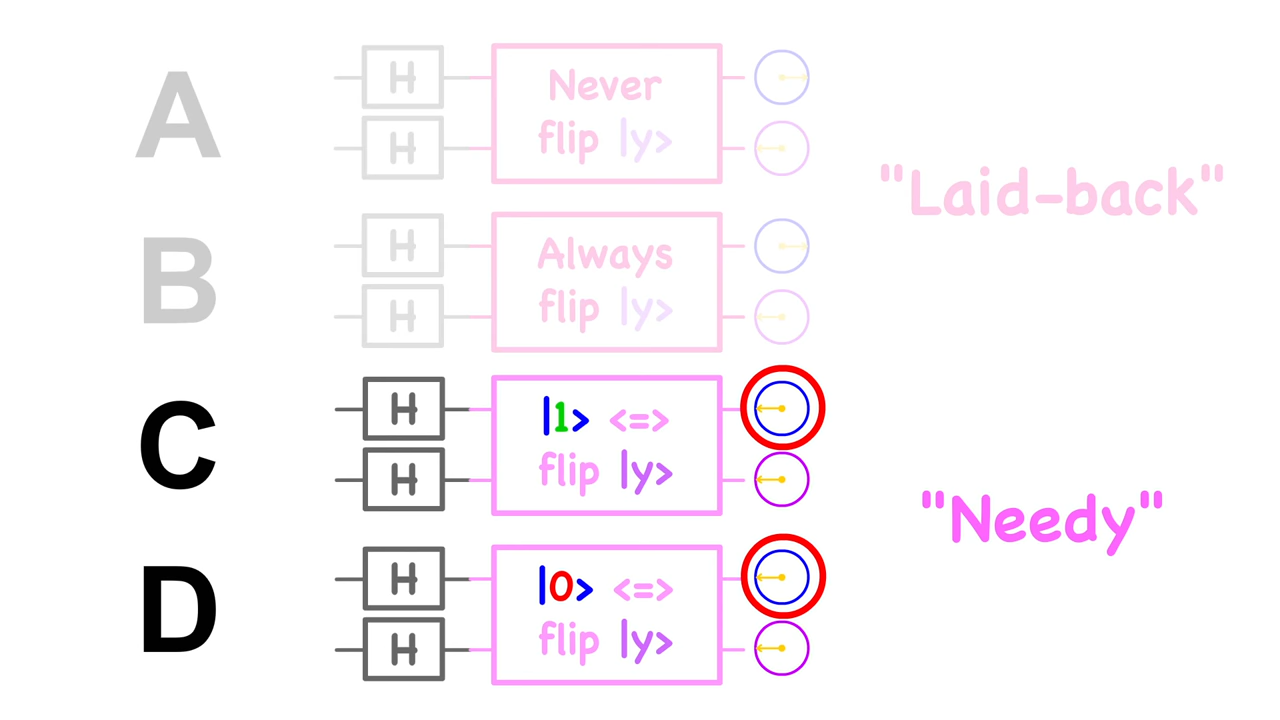 A
H
H
Never
flip |y>
"Laid-back"
B
H
H
Always
flip |y>
C
H
H
|1> <=>
flip |y>
"Needy"
D
H
H
|0> <=>
flip |y>